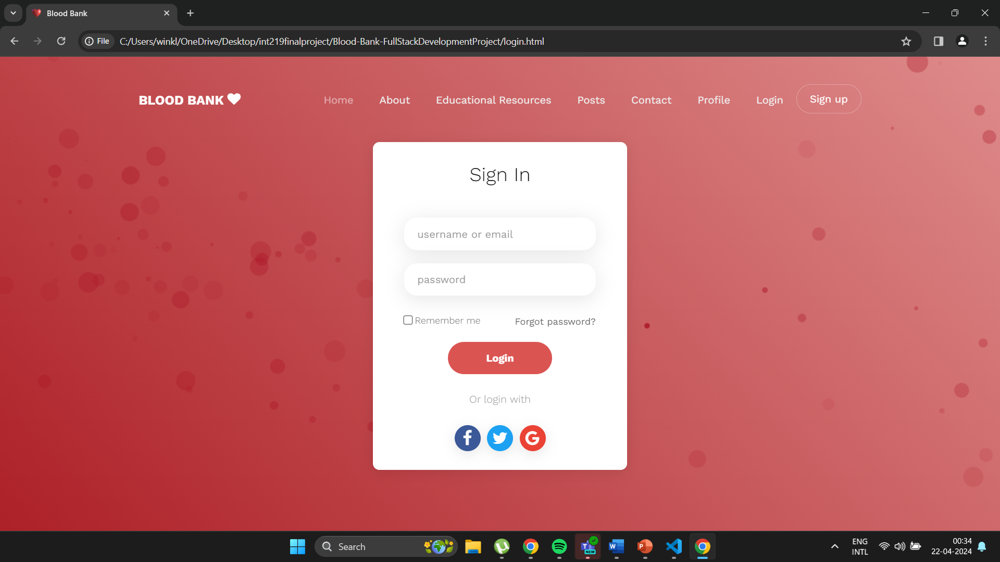 Blood Bank
File
C:/Users/winkl/OneDrive/Desktop/int219finalproject/Blood-Bank-FullStackDevelopmentProject/login.html
BLOOD BANK
Home
About
Educational Resources
Posts
Contact
Profile
Login
Sign up
Sign In
username or email
password
Remember me
Forgot password?
Login
Or login with
Search
NEW
ENG
INTL
00:34
22-04-2024